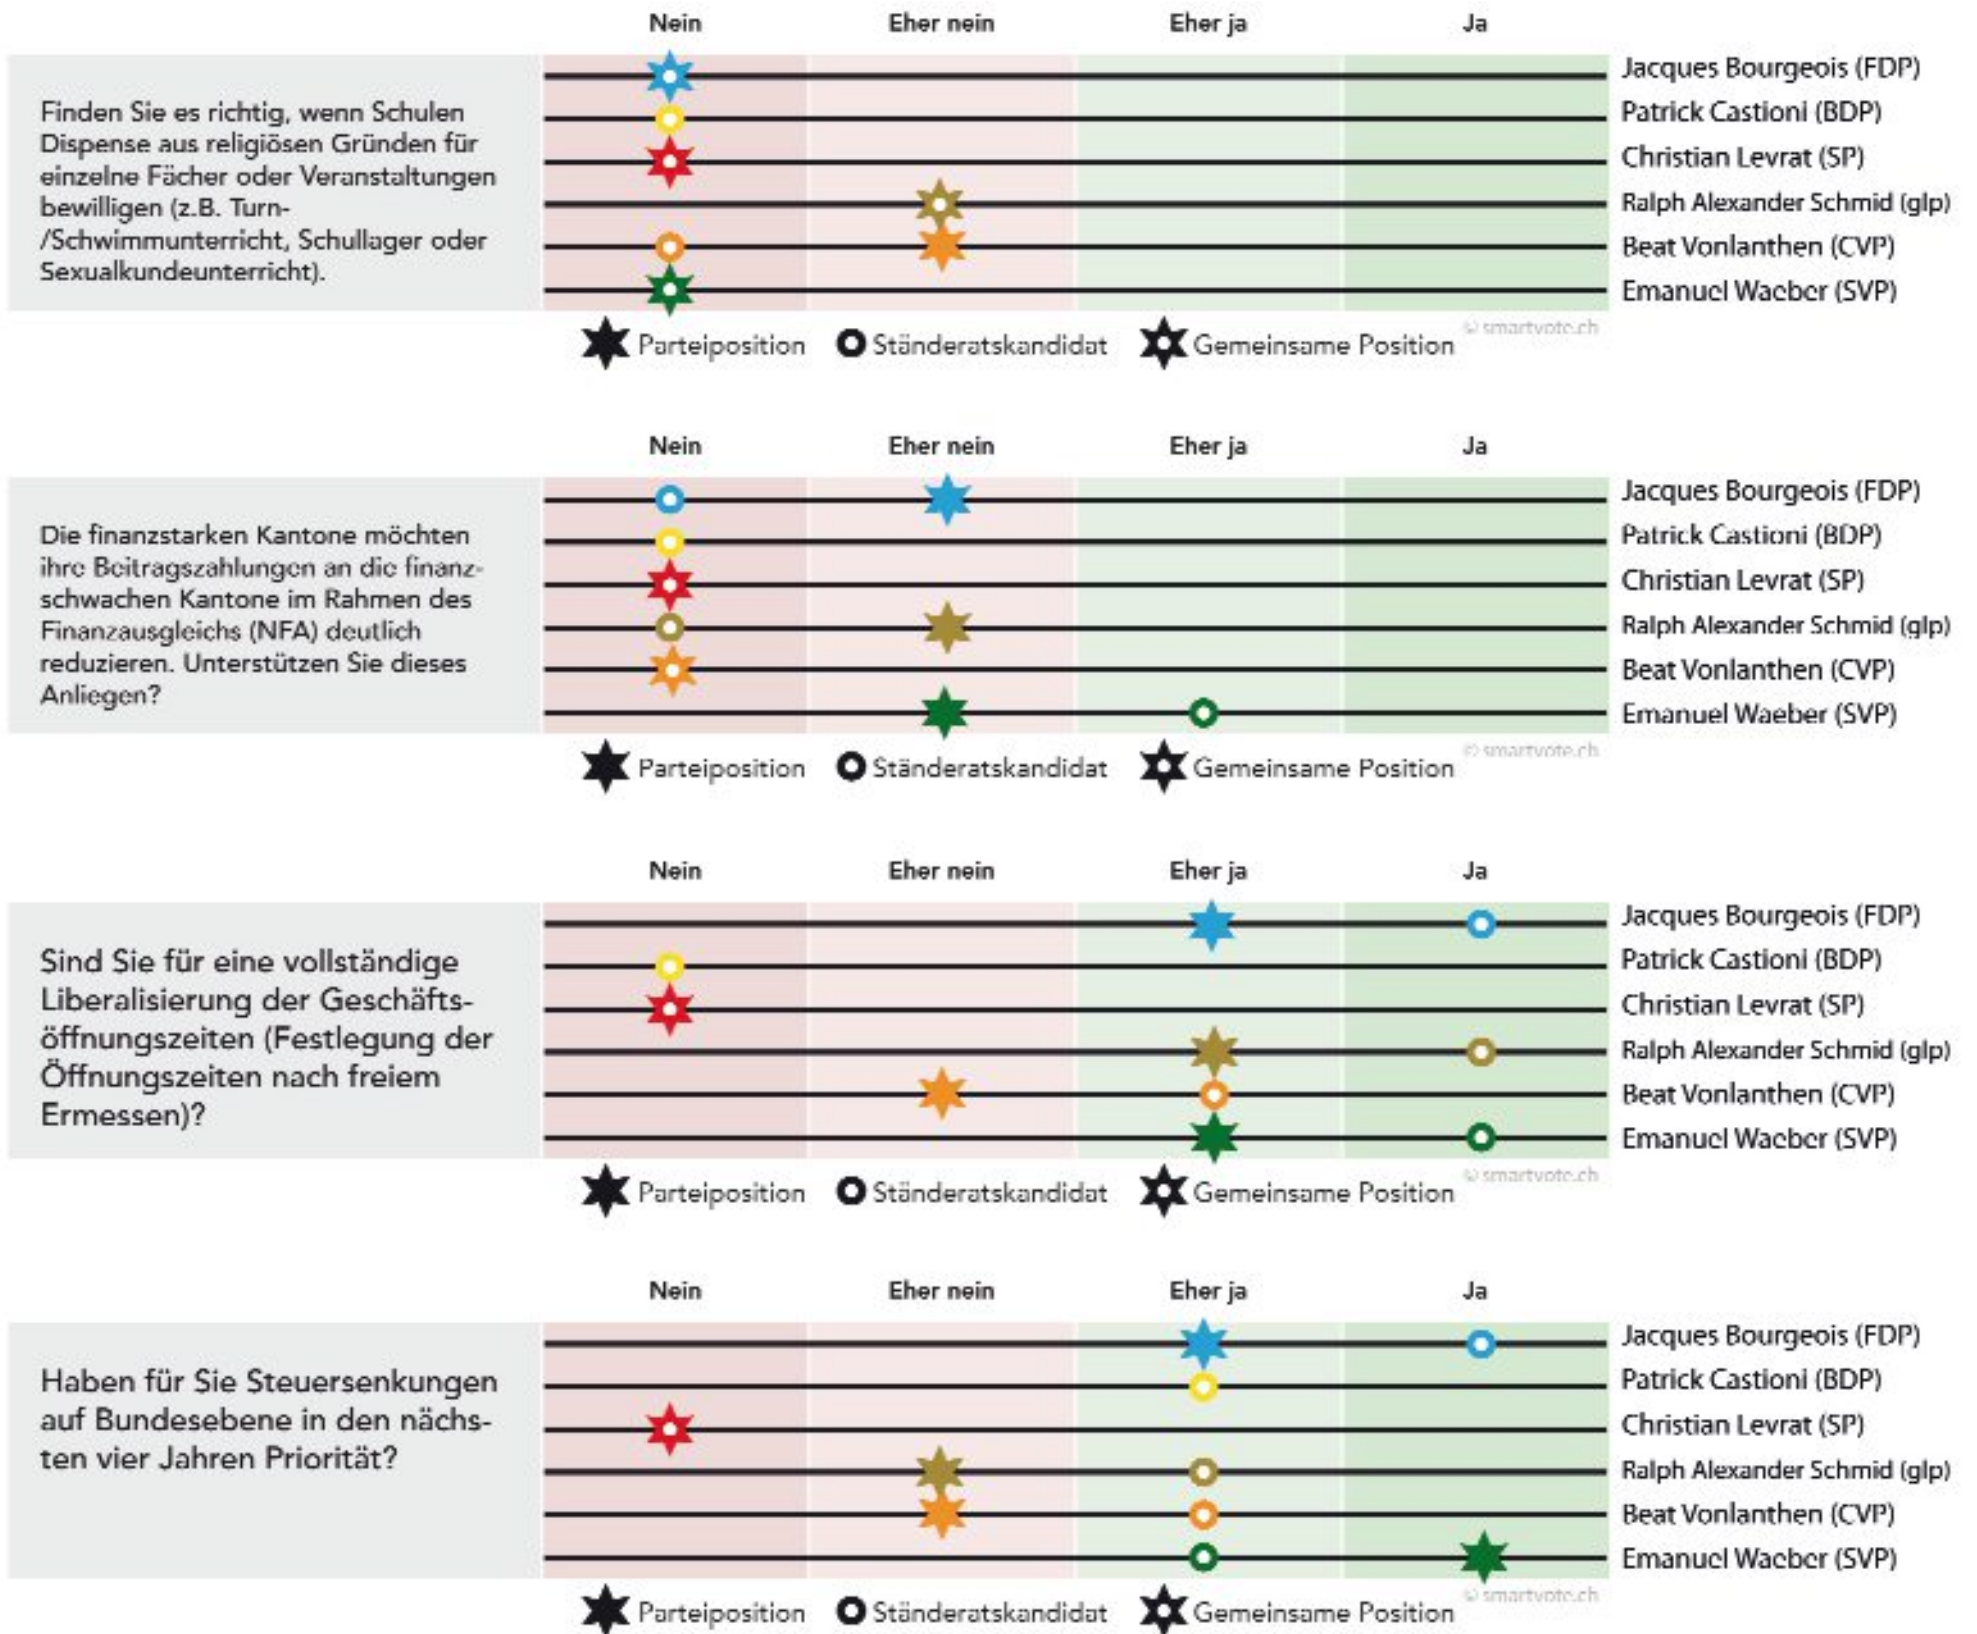 Nein Eher nein Eher ja Ja
Finden Sie es richtig, wenn Schulen
Dispense aus religiösen Gründen für
einzelne Fächer oder Veranstaltungen
bewilligen (z.B. Turn-
/Schwimmunterricht, Schullager oder
Sexualkundeunterricht).
Jacques Bourgeois (FDP)
Patrick Castioni (BDP)
Christian Levrat (SP)
Ralph Alexander Schmid (glp)
Beat Vonlanthen (CVP)
Emanuel Waeber (SVP)
Parteiposition Ständeratskandidat Gemeinsame Position © smartvote.ch
Nein Eher nein Eher ja Ja
Die finanzstarken Kantone möchten
ihre Beitragszahlungen an die finanz-
schwachen Kantone im Rahmen des
Finanzausgleichs (NFA) deutlich
reduzieren. Unterstützen Sie dieses
Anliegen?
Jacques Bourgeois (FDP)
Patrick Castioni (BDP)
Christian Levrat (SP)
Ralph Alexander Schmid (glp)
Beat Vonlanthen (CVP)
Emanuel Waeber (SVP)
Parteiposition Ständeratskandidat Gemeinsame Position © smartvote.ch
Nein Eher nein Eher ja Ja
Sind Sie für eine vollständige
Liberalisierung der Geschäfts-
öffnungszeiten (Festlegung der
Öffnungszeiten nach freiem
Ermessen)?
Jacques Bourgeois (FDP)
Patrick Castioni (BDP)
Christian Levrat (SP)
Ralph Alexander Schmid (glp)
Beat Vonlanthen (CVP)
Emanuel Waeber (SVP)
Parteiposition Ständeratskandidat Gemeinsame Position © smartvote.ch
Nein Eher nein Eher ja Ja
Haben für Sie Steuersenkungen
auf Bundesebene in den nächs-
ten vier Jahren Priorität?
Jacques Bourgeois (FDP)
Patrick Castioni (BDP)
Christian Levrat (SP)
Ralph Alexander Schmid (glp)
Beat Vonlanthen (CVP)
Emanuel Waeber (SVP)
Parteiposition Ständeratskandidat Gemeinsame Position © smartvote.ch